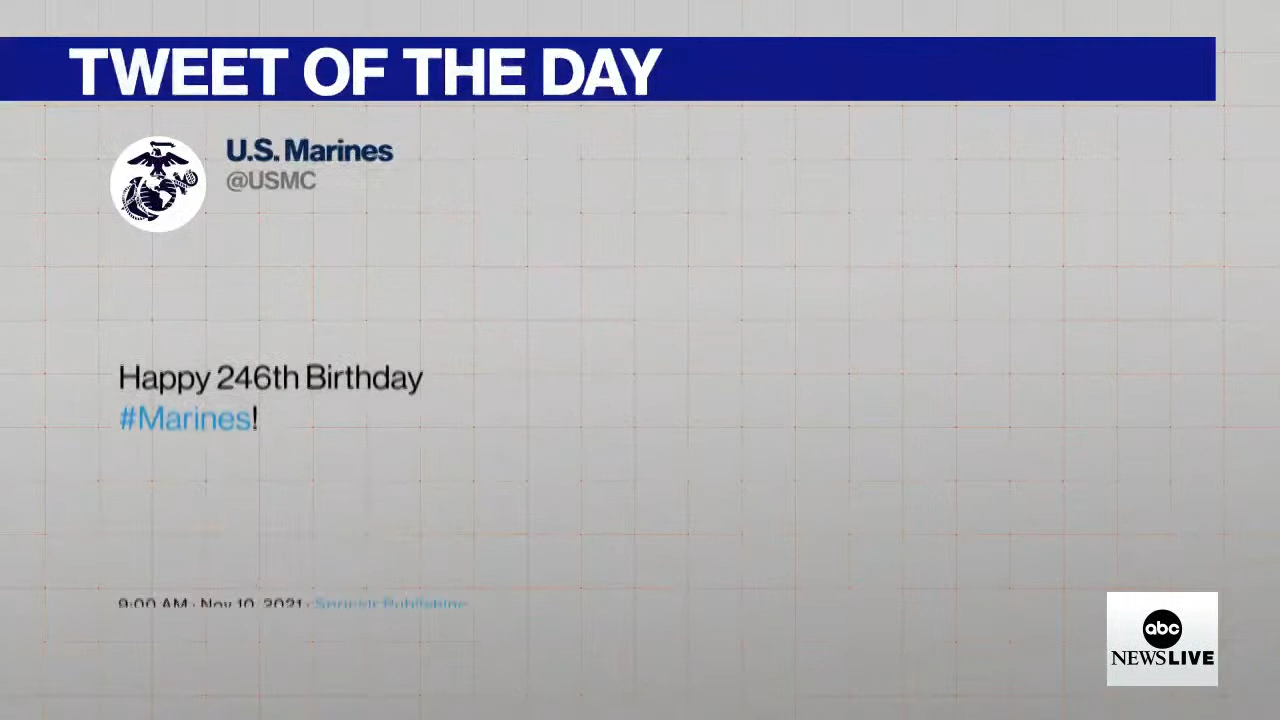 TWEET OF THE DAY
U.S. Marines
@USMC
Happy 246th Birthday
#Marines!
9:00 AM · Nov 10, 2021 ·
abc
NEWSLIVE